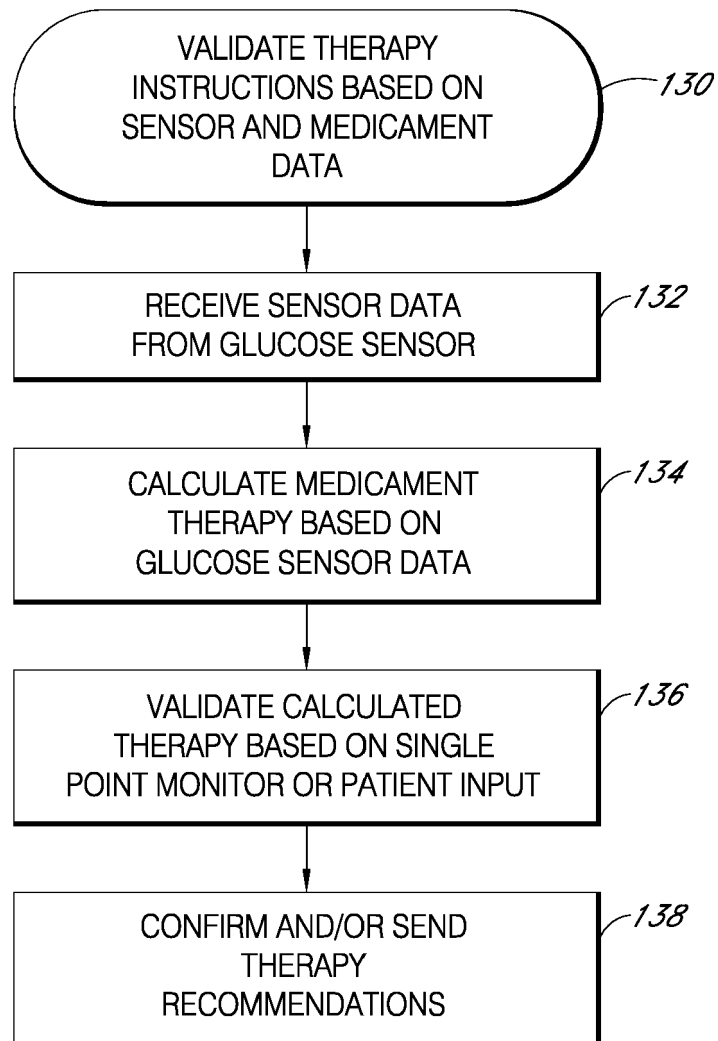 VALIDATE THERAPY
INSTRUCTIONS BASED ON
SENSOR AND MEDICAMENT
DATA
130
RECEIVE SENSOR DATA
FROM GLUCOSE SENSOR
132
CALCULATE MEDICAMENT
THERAPY BASED ON
GLUCOSE SENSOR DATA
134
VALIDATE CALCULATED
THERAPY BASED ON SINGLE
POINT MONITOR OR PATIENT INPUT
136
CONFIRM AND/OR SEND
THERAPY
RECOMMENDATIONS
138